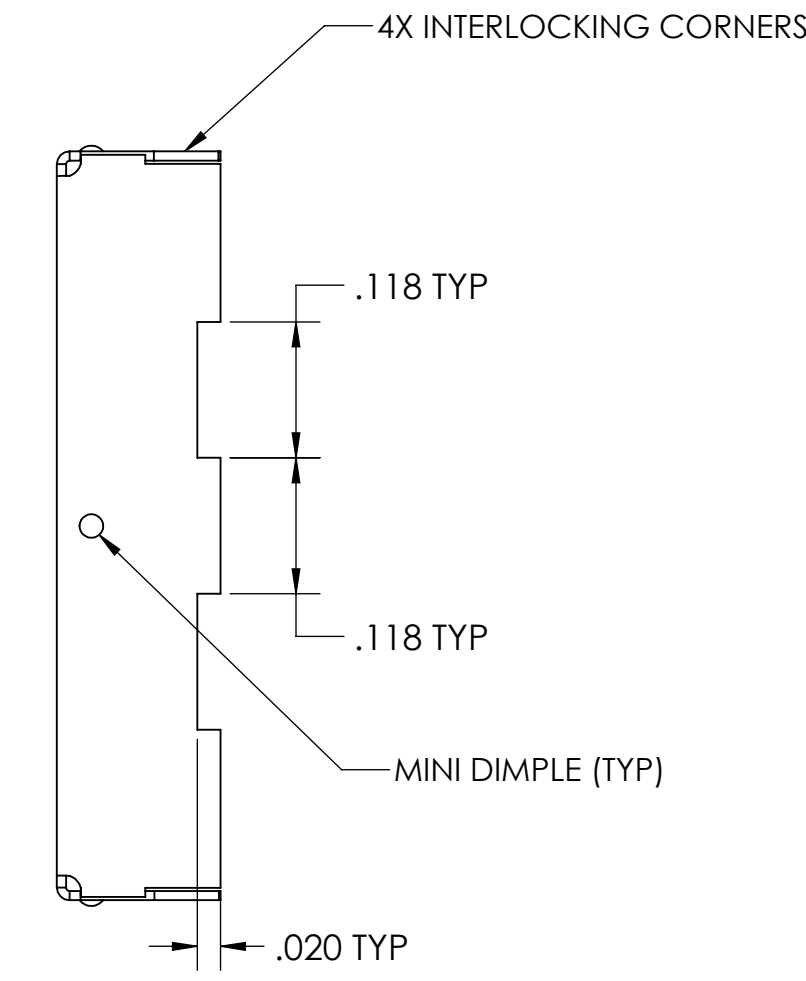 4X INTERLOCKING CORNERS
.118 TYP
.118 TYP
MINI DIMPLE (TYP)
.020 TYP